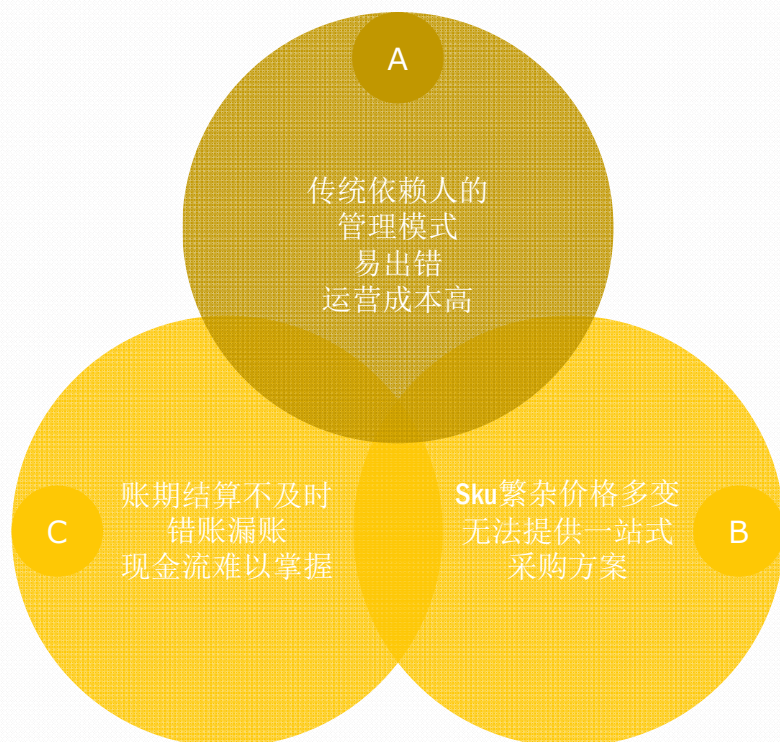 A
传统依赖人的
管理模式
易出错
运营成本高
账期结算不及时
错账漏账
现金流难以掌握
C
Sku繁杂价格多变
无法提供一站式
采购方案
B